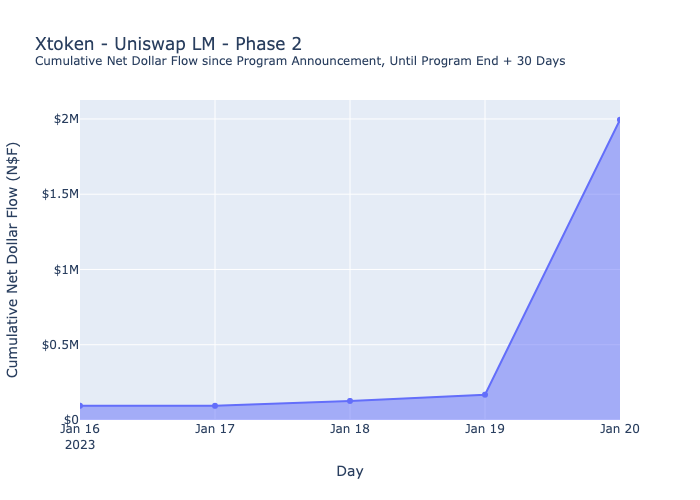 Xtoken - Uniswap LM - Phase 2
Cumulative Net Dollar Flow since Program Announcement, Until Program End + 30 Days
Cumulative Net Dollar Flow (N$F)
$2M
$1.5M
$1M
$0.5M
$0
Jan 16
2023
Jan 17
Jan 18
Jan 19
Jan 20
Day